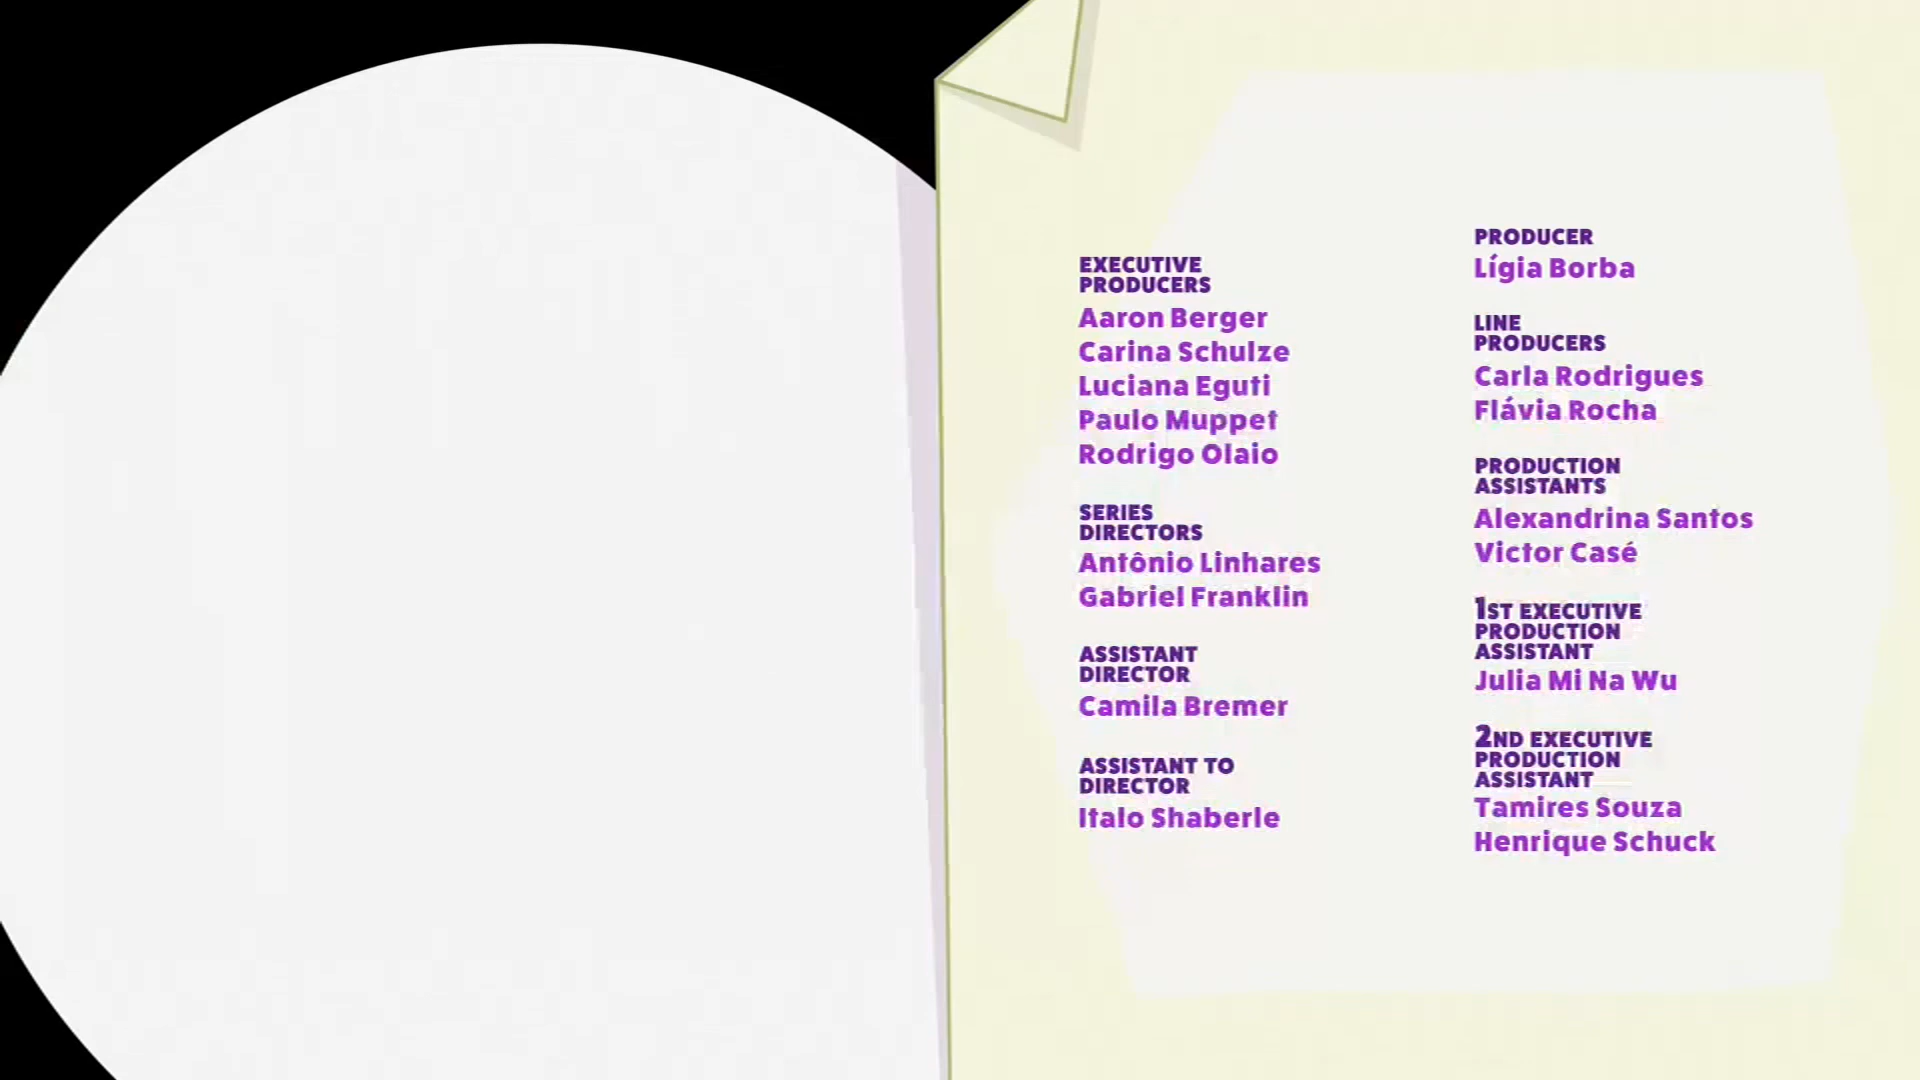 EXECUTIVE
PRODUCERS
Aaron Berger
Carina Schulze
Luciana Eguti
Paulo Muppet
Rodrigo Olaio
SERIES
DIRECTORS
Antônio Linhares
Gabriel Franklin
ASSISTANT
DIRECTOR
Camila Bremer
ASSISTANT TO
DIRECTOR
Italo Shaberle
PRODUCER
Lígia Borba
LINE
PRODUCERS
Carla Rodrigues
Flávia Rocha
PRODUCTION
ASSISTANTS
Alexandrina Santos
Victor Casé
1ST EXECUTIVE
PRODUCTION
ASSISTANT
Julia Mi Na Wu
2ND EXECUTIVE
PRODUCTION
ASSISTANT
Tamires Souza
Henrique Schuck